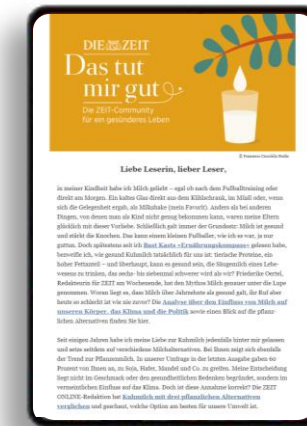 DIE ZEIT
Das tut
mir gut
Die ZEIT-Community
für ein gesünderes Leben
Liebe Leserin, lieber Leser,
in meiner Kindheit habe ich Milch geliebt – egal ob nach dem Fußballtraining oder
direkt am Morgen. Ein kaltes Glas direkt aus dem Kühlschrank, im Müsli oder, wenn
sich die Gelegenheit ergab, als Milkshake (mein Favorit). Anders als bei anderen
Dingen, von denen man als Kind nicht genug bekommen kann, waren meine Eltern
glücklich mit dieser Vorliebe. Schließlich galt immer der Grundsatz: Milch ist gesund
und stärkt die Knochen. Das kann einem kleinen Fußballer, wie ich es war, ja nur
guttun. Doch spätestens seit ich Bast Kasts »Ernährungskompass« gelesen habe,
bezweifle ich, wie gesund Kuhmilch tatsächlich für uns ist: tierische Proteine, ein
hoher Fettanteil – und überhaupt, kann es gesund sein, die Säuglingsmilch eines Lebe-
wesens zu trinken, das sechs- bis siebenmal schwerer wird als wir? Friederike Oertel,
Redakteurin für ZEIT am Wochenende, hat den Mythos Milch genauer unter die Lupe
genommen. Woran liegt es, dass Milch über Jahrzehnte als gesund galt, ihr Ruf aber
heute so schlecht ist wie nie zuvor? Die Analyse über den Einfluss von Milch auf
unseren Körper, das Klima und die Politik sowie einen Blick auf die pflanz-
lichen Alternativen finden Sie hier.
Seit einigen Jahren habe ich meine Liebe zur Kuhmilch jedenfalls hinter mir gelassen
und setze seitdem auf verschiedene Milchalternativen. Bei Ihnen zeigt sich ebenfalls
der Trend zur Pflanzenmilch. In unserer Umfrage in der letzten Ausgabe gaben 60
Prozent von Ihnen an, zu Soja, Hafer, Mandel und Co. zu greifen. Meine Entscheidung
liegt nicht im Geschmack oder den gesundheitlichen Bedenken begründet, sondern im
vermeintlichen Einfluss auf das Klima. Doch ist diese Annahme korrekt? Die ZEIT
ONLINE-Redaktion hat Kuhmilch mit drei pflanzlichen Alternativen
verglichen und geschaut, welche Option am besten für unsere Umwelt ist.